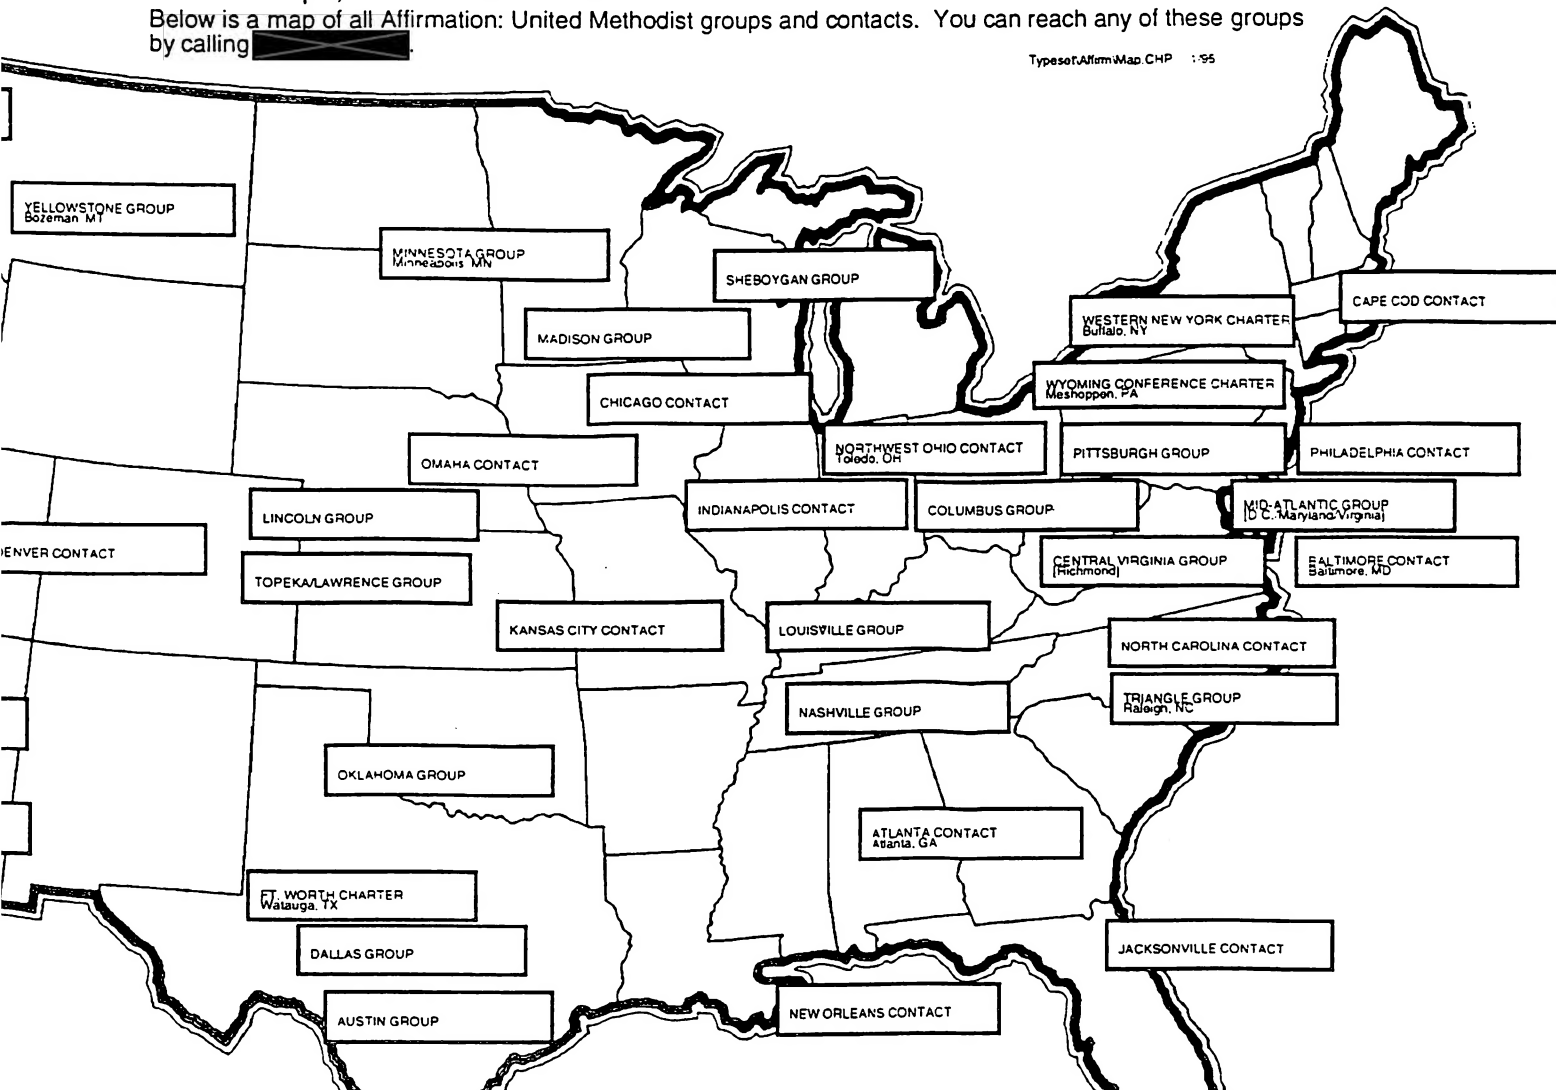 Below is a map of all Affirmation: United Methodist groups and contacts. You can reach any of these groups
by calling .
Typeset\Affirm\Map.CHP 1/95
YELLOWSTONE GROUP
Bozeman MT
MINNESOTA GROUP
Minneapolis MN
SHEBOYGAN GROUP
CAPE COD CONTACT
WESTERN NEW YORK CHARTER
Buffalo, NY
MADISON GROUP
WYOMING CONFERENCE CHARTER
Meshoppen, PA
CHICAGO CONTACT
NORTHWEST OHIO CONTACT
Toledo, OH
PITTSBURGH GROUP
PHILADELPHIA CONTACT
OMAHA CONTACT
LINCOLN GROUP
INDIANAPOLIS CONTACT
COLUMBUS GROUP
MID-ATLANTIC GROUP
[D C, Maryland/Virginia]
DENVER CONTACT
CENTRAL VIRGINIA GROUP
[Richmond]
BALTIMORE CONTACT
Baltimore, MD
TOPEKA/LAWRENCE GROUP
KANSAS CITY CONTACT
LOUISVILLE GROUP
NORTH CAROLINA CONTACT
TRIANGLE GROUP
Raleigh, NC
NASHVILLE GROUP
OKLAHOMA GROUP
ATLANTA CONTACT
Atlanta, GA
FT. WORTH CHARTER
Watauga, TX
DALLAS GROUP
JACKSONVILLE CONTACT
NEW ORLEANS CONTACT
AUSTIN GROUP